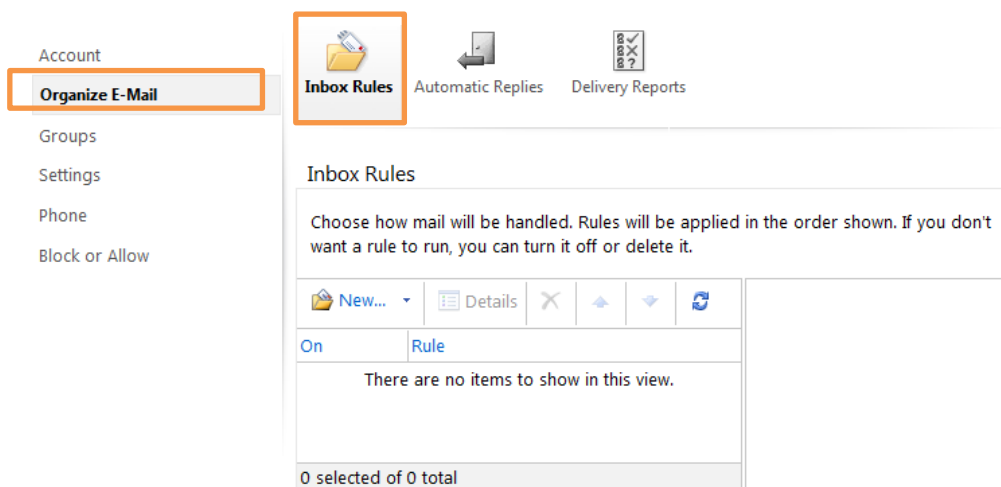 Account
Organize E-Mail
Groups
Settings
Phone
Block or Allow
Inbox Rules
Automatic Replies
Delivery Reports
Inbox Rules
Choose how mail will be handled. Rules will be applied in the order shown. If you don't
want a rule to run, you can turn it off or delete it.
New... Details
On Rule
There are no items to show in this view.
0 selected of 0 total